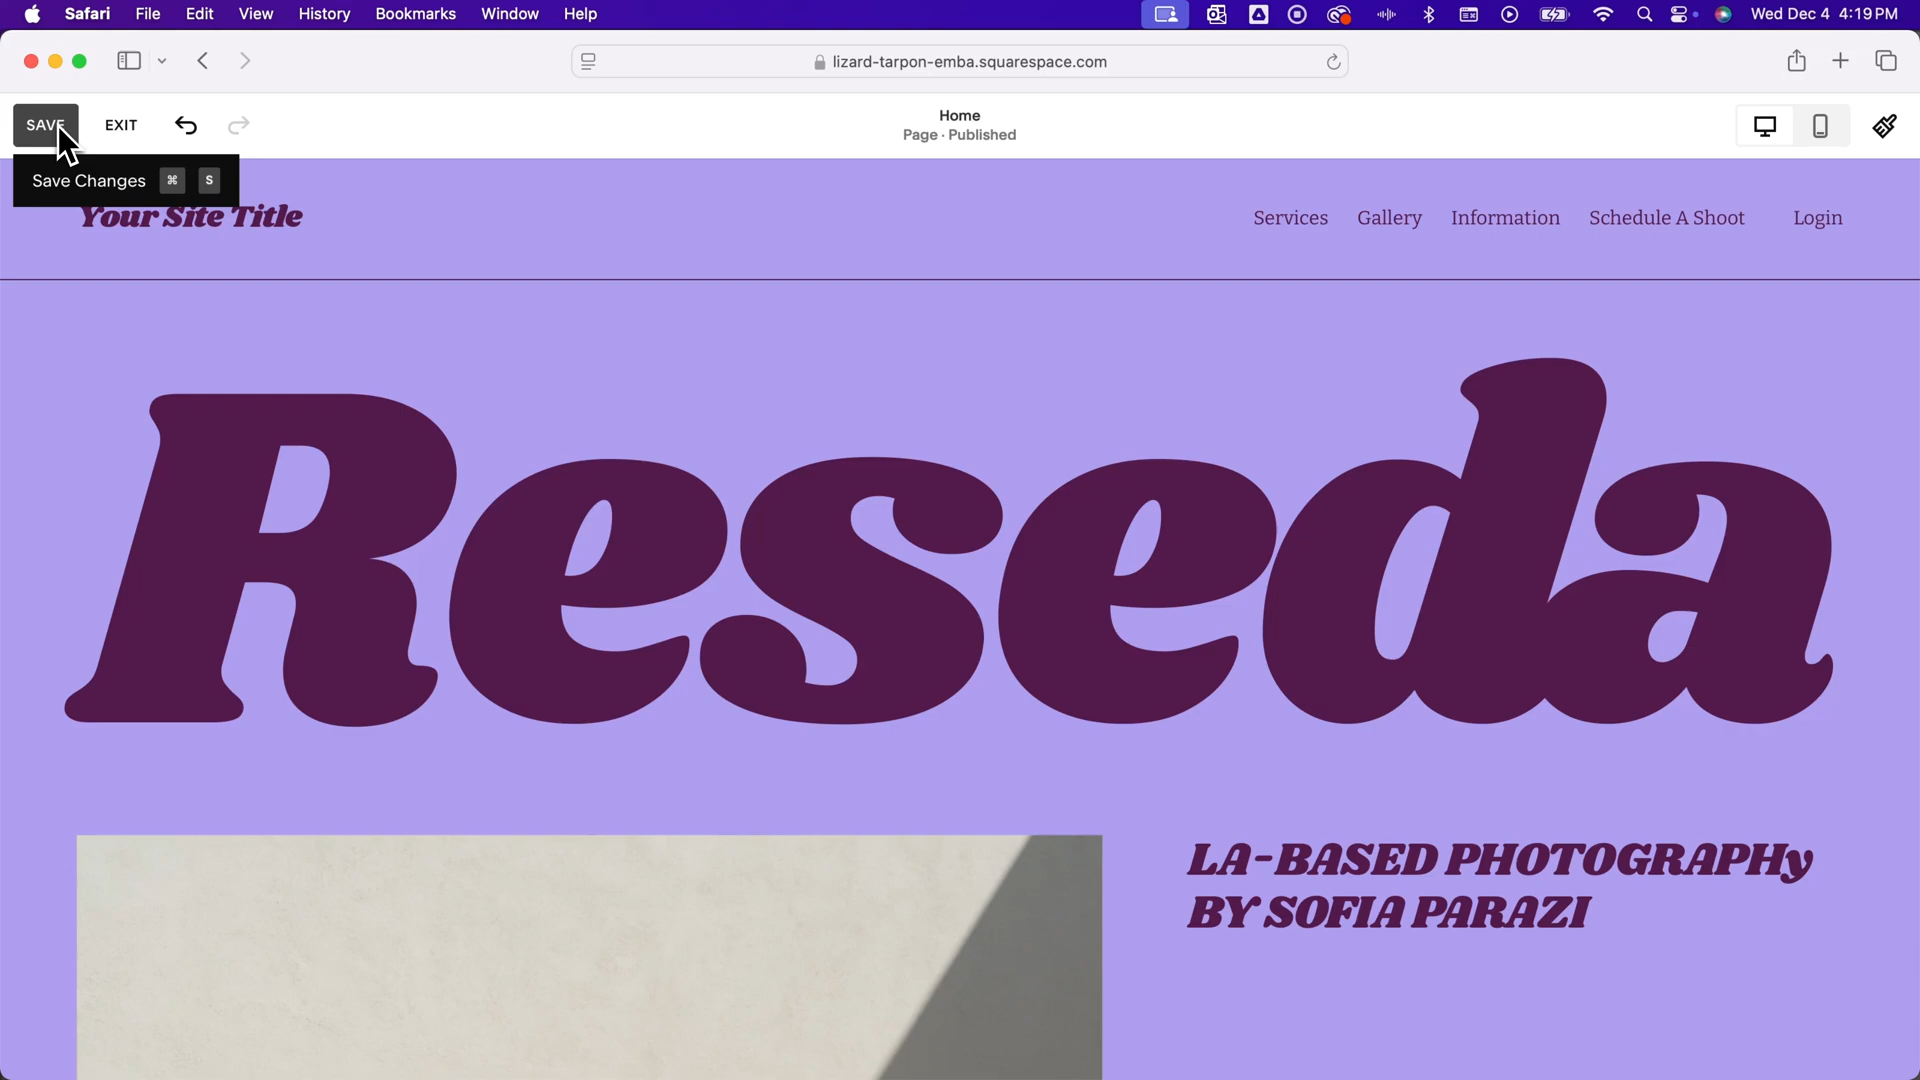 Safari File Edit View History Bookmarks Window Help Wed Dec 4 4:19 PM
lizard-tarpon-emba.squarespace.com
SAVE EXIT
Home
Page · Published
Save Changes ⌘ S
Your Site Title
Services Gallery Information Schedule A Shoot Login
Reseda
LA-BASED PHOTOGRAPHy
BY SOFIA PARAZI